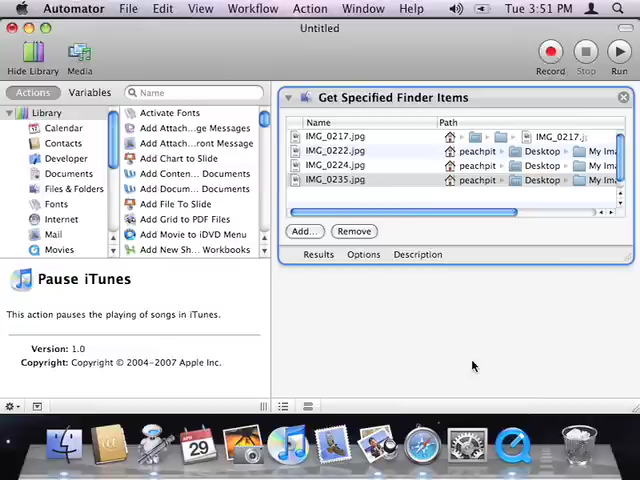 Automator File Edit View Workflow Action Window Help Tue 3:51 PM
Untitled
Hide Library Media Record Stop Run
Actions Variables Name
Library
Calendar
Contacts
Developer
Documents
Files & Folders
Fonts
Internet
Mail
Movies
Activate Fonts
Add Attach...ge Messages
Add Attach...ront Message
Add Chart to Slide
Add Conten... Documents
Add Docum... Documents
Add File To Slide
Add Grid to PDF Files
Add Movie to iDVD Menu
Add New Sh... Workbooks
Get Specified Finder Items
Name Path
IMG_0217.jpg IMG_0217.j
IMG_0222.jpg peachpit Desktop My Ima
IMG_0224.jpg peachpit Desktop My Ima
IMG_0235.jpg peachpit Desktop My Ima
Add... Remove
Results Options Description
Pause iTunes
This action pauses the playing of songs in iTunes.
Version: 1.0
Copyright: Copyright © 2004-2007 Apple Inc.
29